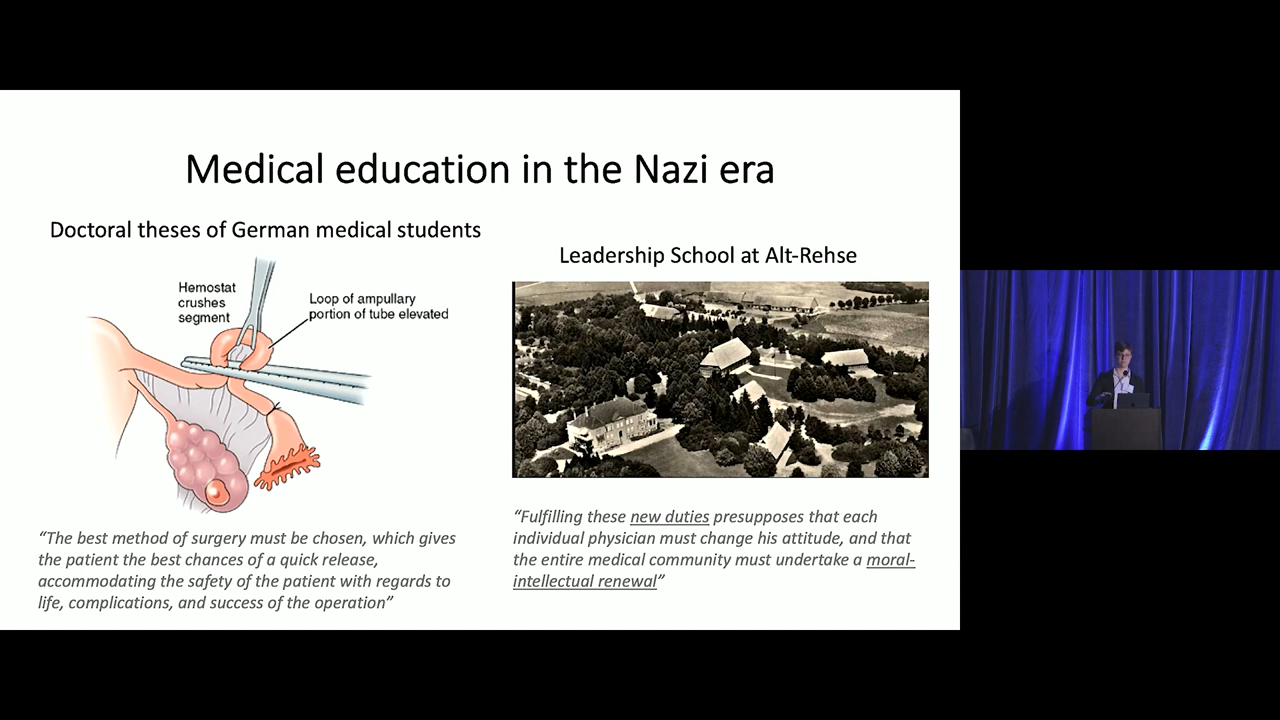 Medical education in the Nazi era
Doctoral theses of German medical students
Hemostat
crushes
segment
Loop of ampullary
portion of tube elevated
“The best method of surgery must be chosen, which gives
the patient the best chances of a quick release,
accommodating the safety of the patient with regards to
life, complications, and success of the operation”
Leadership School at Alt-Rehse
“Fulfilling these new duties presupposes that each
individual physician must change his attitude, and that
the entire medical community must undertake a moral-
intellectual renewal”